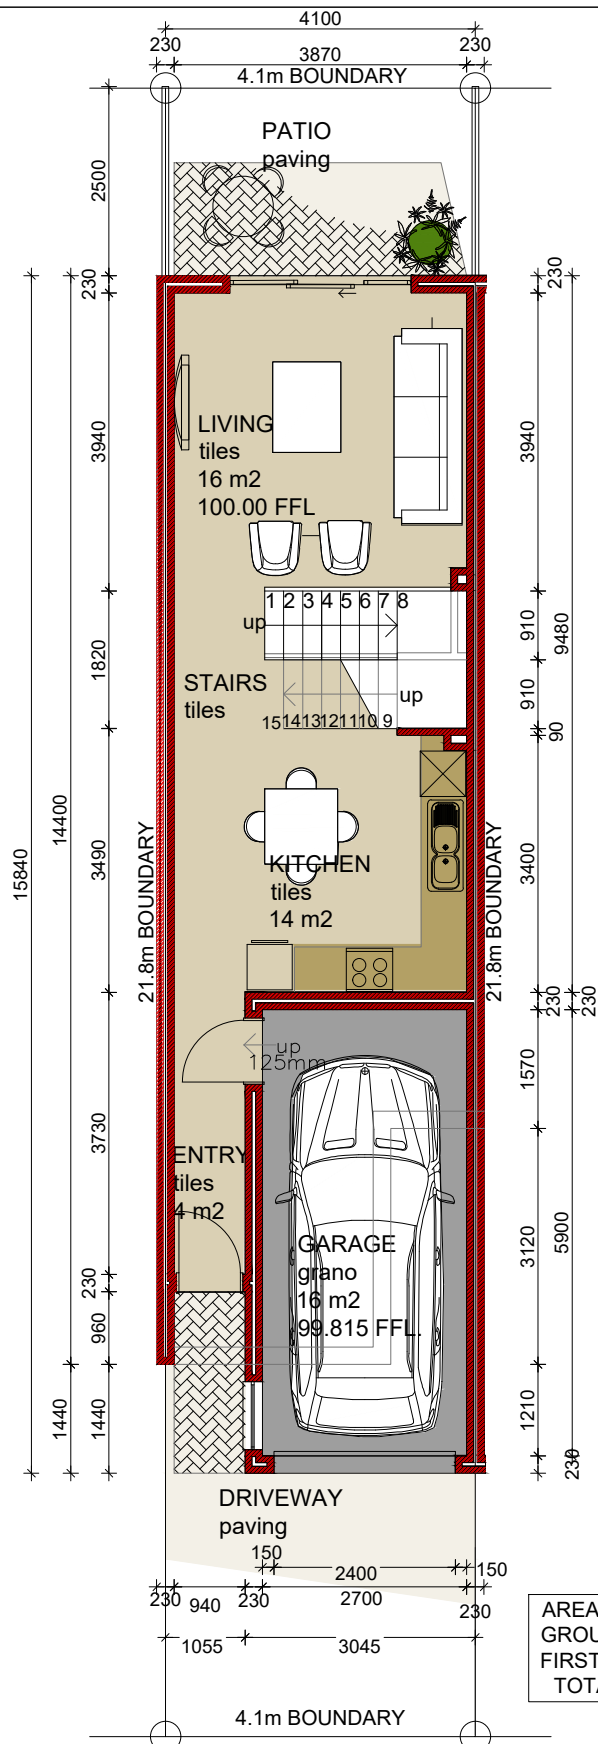 4100
230
3870
230
4.1m BOUNDARY
PATIO
paving
2500
230
230
3940
3940
LIVING
tiles
16 m2
100.00 FFL
1 2 3 4 5 6 7 8
up
910
9480
1820
STAIRS
tiles
up
910
15 14 13 12 11 10 9
90
14400
15840
3490
3400
21.8m BOUNDARY
21.8m BOUNDARY
KITCHEN
tiles
14 m2
230
230
up
125mm
1570
3730
ENTRY
tiles
4 m2
3120
5900
GARAGE
grano
16 m2
99.815 FFL.
230
960
1440
1440
1210
230
DRIVEWAY
paving
150
2400
150
230
940
230
2700
230
1055
3045
AREA
GROU
FIRST
TOTA
4.1m BOUNDARY